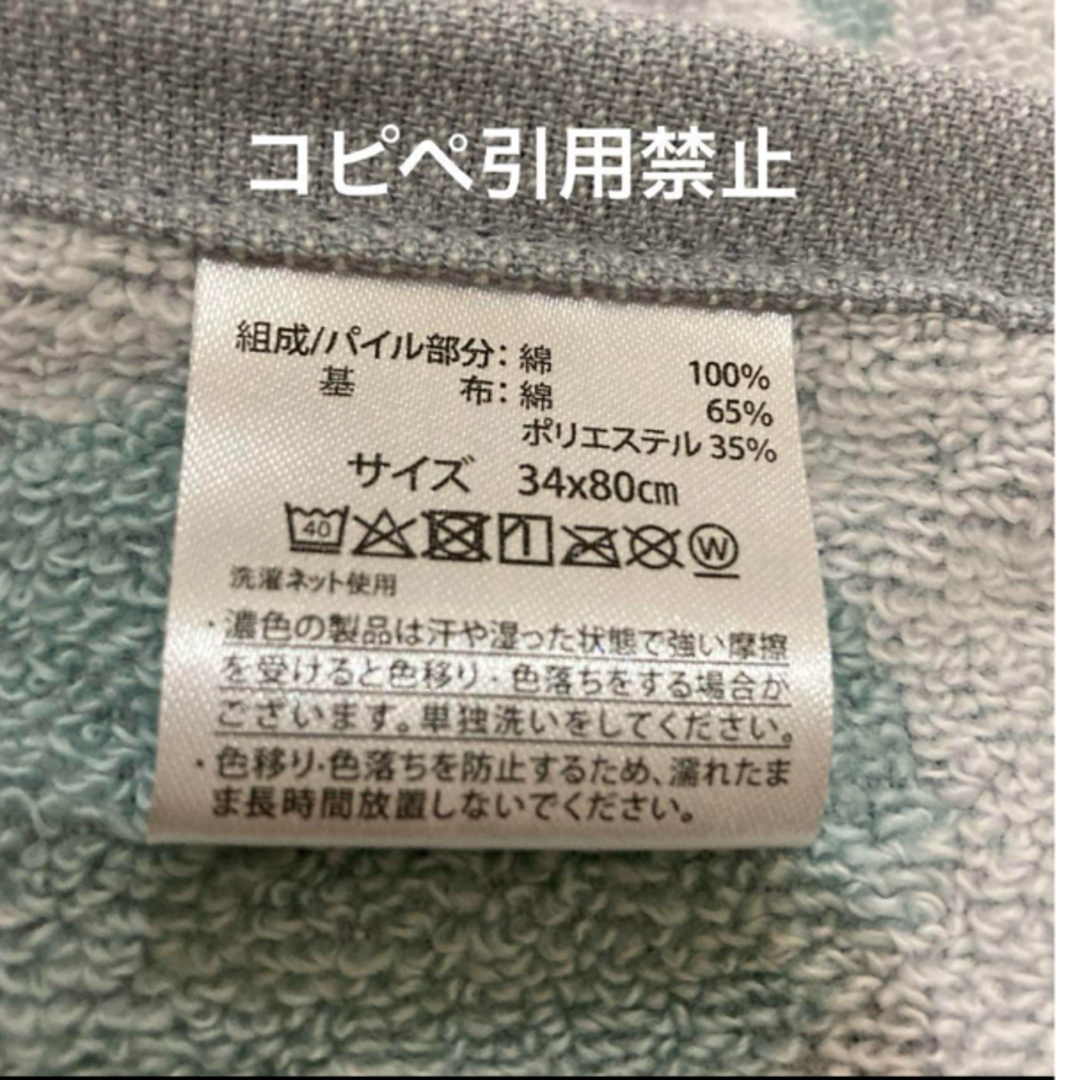 コピペ引用禁止
組成/パイル部分：綿 100%
基 布：綿 65%
ポリエステル 35%
サイズ 34x80㎝
40 W
洗濯ネット使用
・濃色の製品は汗や湿った状態で強い摩擦
を受けると色移り・色落ちをする場合が
ございます。単独洗いをしてください。
・色移り・色落ちを防止するため、濡れたま
ま長時間放置しないでください。